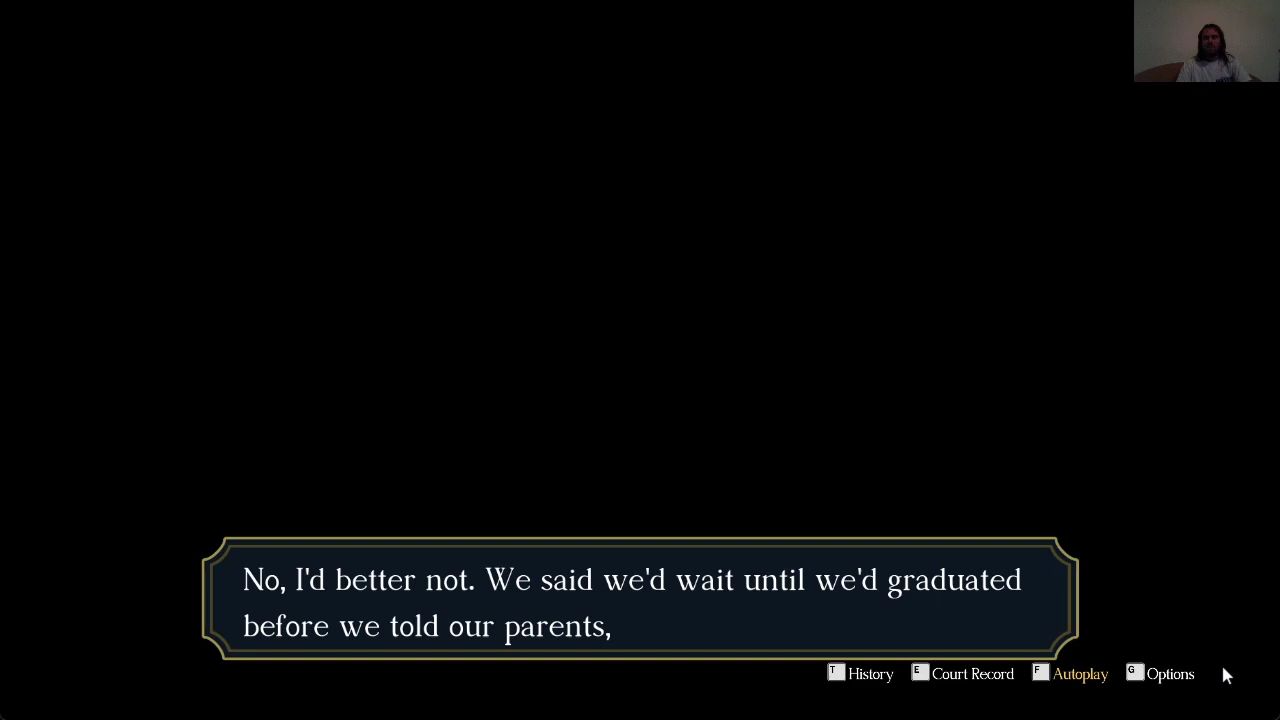 No, I'd better not. We said we'd wait until we'd graduated
before we told our parents,
T History E Court Record F Autoplay G Options